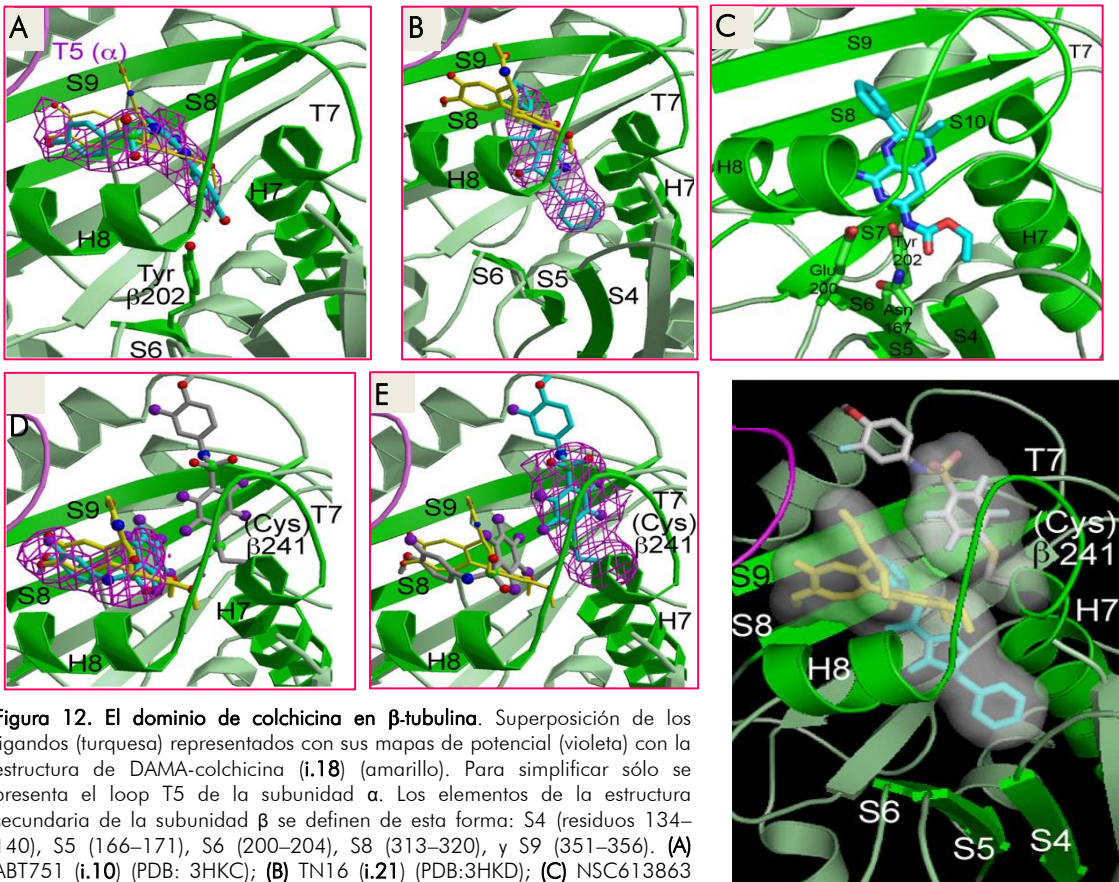 A
T5 (α)
S9
S8
T7
H7
H8
Tyr
β202
S6
B
S9
S8
T7
H8
H7
S6
S5
S4
C
S9
T7
S8
S10
H8
S7
Tyr
202
H7
Glu
200
S6
Asn
167
S4
S5
D
S9
T7
(Cys)
β241
S8
H7
H8
E
S9
T7
(Cys)
β241
S8
H7
H8
T7
(Cys)
β 241
S9
H7
S8
H8
S6
S5
S4
Figura 12. El dominio de colchicina en β-tubulina. Superposición de los
ligandos (turquesa) representados con sus mapas de potencial (violeta) con la
estructura de DAMA-colchicina (i.18) (amarillo). Para simplificar sólo se
presenta el loop T5 de la subunidad α. Los elementos de la estructura
secundaria de la subunidad β se definen de esta forma: S4 (residuos 134–
140), S5 (166–171), S6 (200–204), S8 (313–320), y S9 (351–356). (A)
ABT751 (i.10) (PDB: 3HKC); (B) TN16 (i.21) (PDB:3HKD); (C) NSC613863